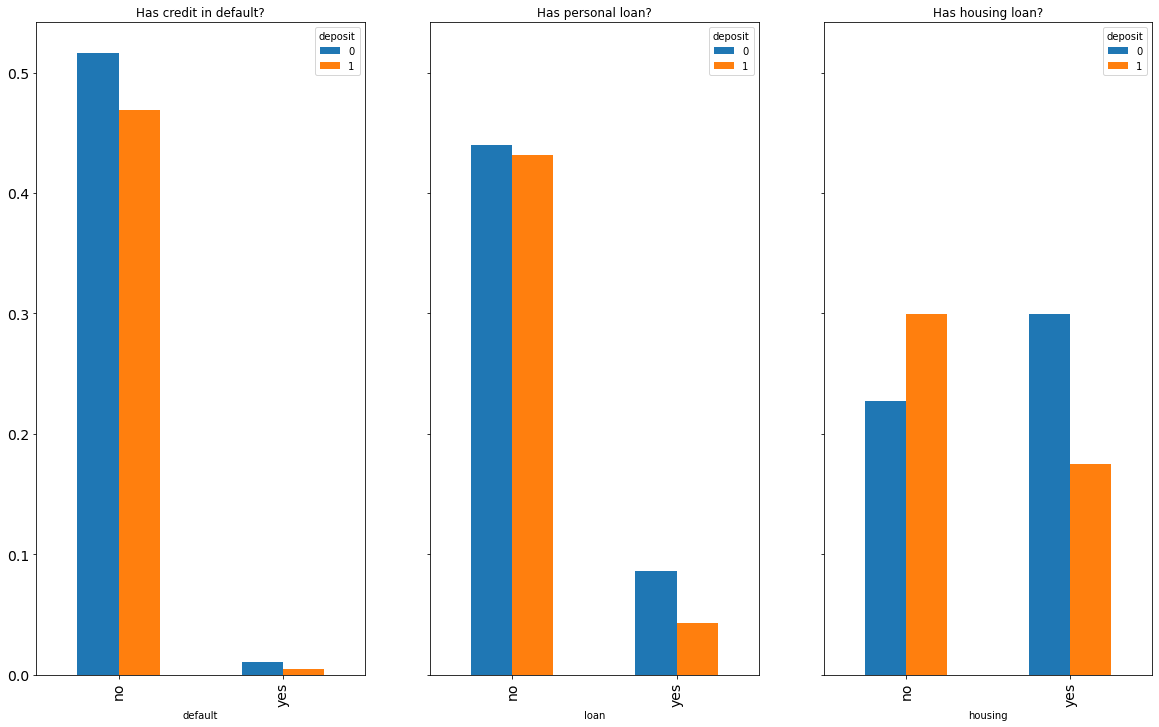 Has credit in default?
deposit
0
1
0.5
0.4
0.3
0.2
0.1
0.0
no
yes
default
Has personal loan?
deposit
0
1
no
yes
loan
Has housing loan?
deposit
0
1
no
yes
housing